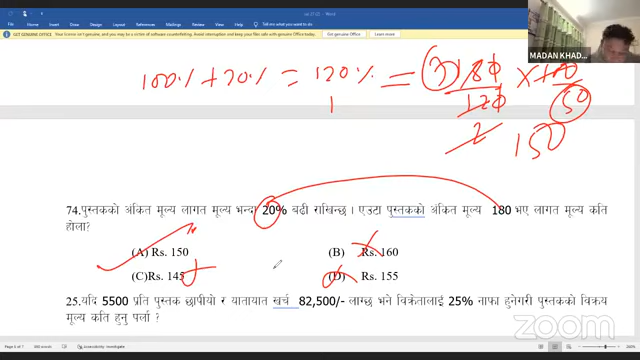 GET GENUINE OFFICE Your license isn't genuine, and you may be a victim of software counterfeiting. Avoid interruption and keep your files safe with genuine Office today. Get genuine Office Learn more
MADAN KHAD...
100% + 20% = 120% =
150
74.पुस्तकको अंकित मूल्य लागत मूल्य भन्दा 20% बढी राखिन्छ । एउटा पुस्तकको अंकित मूल्य 180 भए लागत मूल्य कति
होला?
(A) Rs. 150 (B) Rs. 160
(C)Rs. 145 (D) Rs. 155
25.यदि 5500 प्रति पुस्तक छापीयो र यातायात खर्च 82,500/- लाग्छ भने विक्रेतालाई 25% नाफा हुनेगरी पुस्तकको विक्रय
मूल्य कति हुनु पर्ला ?
zoom